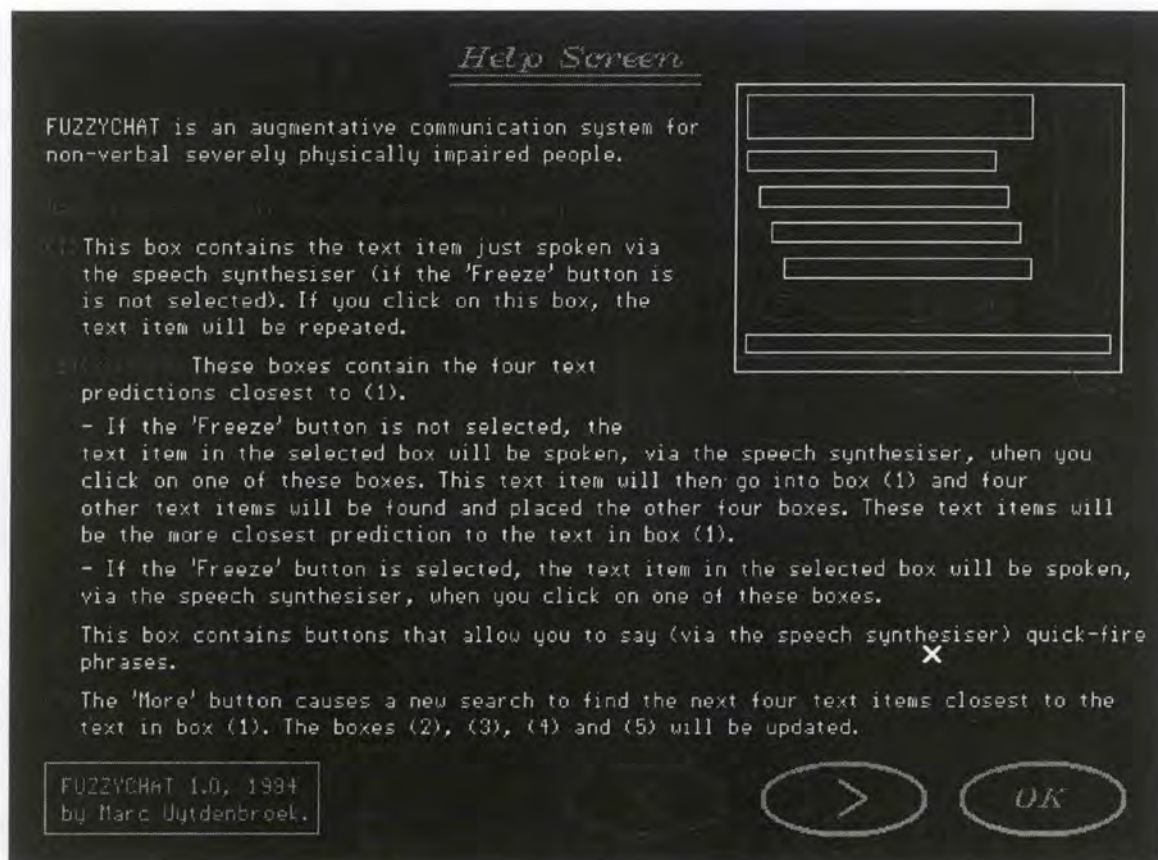 Help Screen
FUZZYCHAT is an augmentative communication system for
non-verbal severely physically impaired people.
This box contains the text item just spoken via
the speech synthesiser (if the 'Freeze' button is
is not selected). If you click on this box, the
text item will be repeated.
These boxes contain the four text
predictions closest to (1).
- If the 'Freeze' button is not selected, the
text item in the selected box will be spoken, via the speech synthesiser, when you
click on one of these boxes. This text item will then go into box (1) and four
other text items will be found and placed the other four boxes. These text items will
be the more closest prediction to the text in box (1).
- If the 'Freeze' button is selected, the text item in the selected box will be spoken,
via the speech synthesiser, when you click on one of these boxes.
This box contains buttons that allow you to say (via the speech synthesiser) quick-fire
phrases.
The 'More' button causes a new search to find the next four text items closest to the
text in box (1). The boxes (2), (3), (4) and (5) will be updated.
FUZZYCHAT 1.0, 1994
by Marc Uytdenbroek.
>
OK